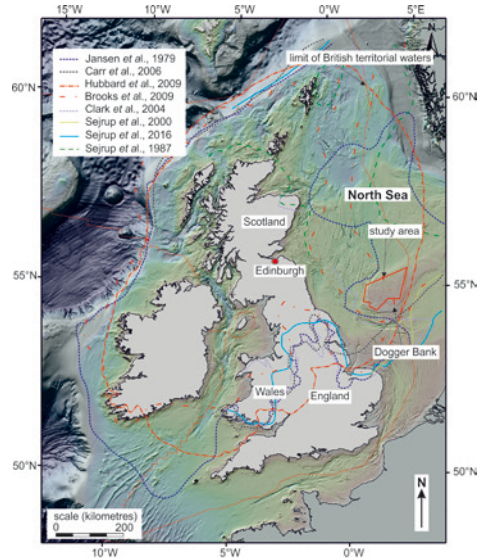 15°W
10°W
5°W
0°W
5°E
N
Jansen et al., 1979
Carr et al., 2006
Hubbard et al., 2009
Brooks et al., 2009
Clark et al., 2004
Sejrup et al., 2000
Sejrup et al., 2016
Sejrup et al., 1987
limit of British territorial waters
60°N
60°N
North Sea
Scotland
study area
Edinburgh
55°N
55°N
Dogger Bank
Wales
England
50°N
50°N
N
scale (kilometres)
0
200
10°W
5°W
0°W